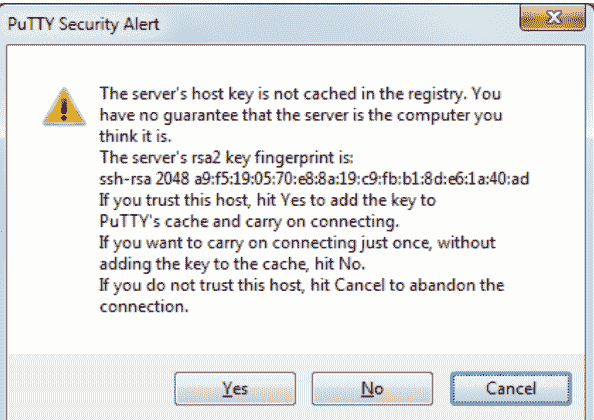 PuTTY Security Alert
The server's host key is not cached in the registry. You
have no guarantee that the server is the computer you
think it is.
The server's rsa2 key fingerprint is:
ssh-rsa 2048 a9:f5:19:05:70:e8:8a:19:c9:fb:b1:8d:e6:1a:40:ad
If you trust this host, hit Yes to add the key to
PuTTY's cache and carry on connecting.
If you want to carry on connecting just once, without
adding the key to the cache, hit No.
If you do not trust this host, hit Cancel to abandon the
connection.
Yes No Cancel